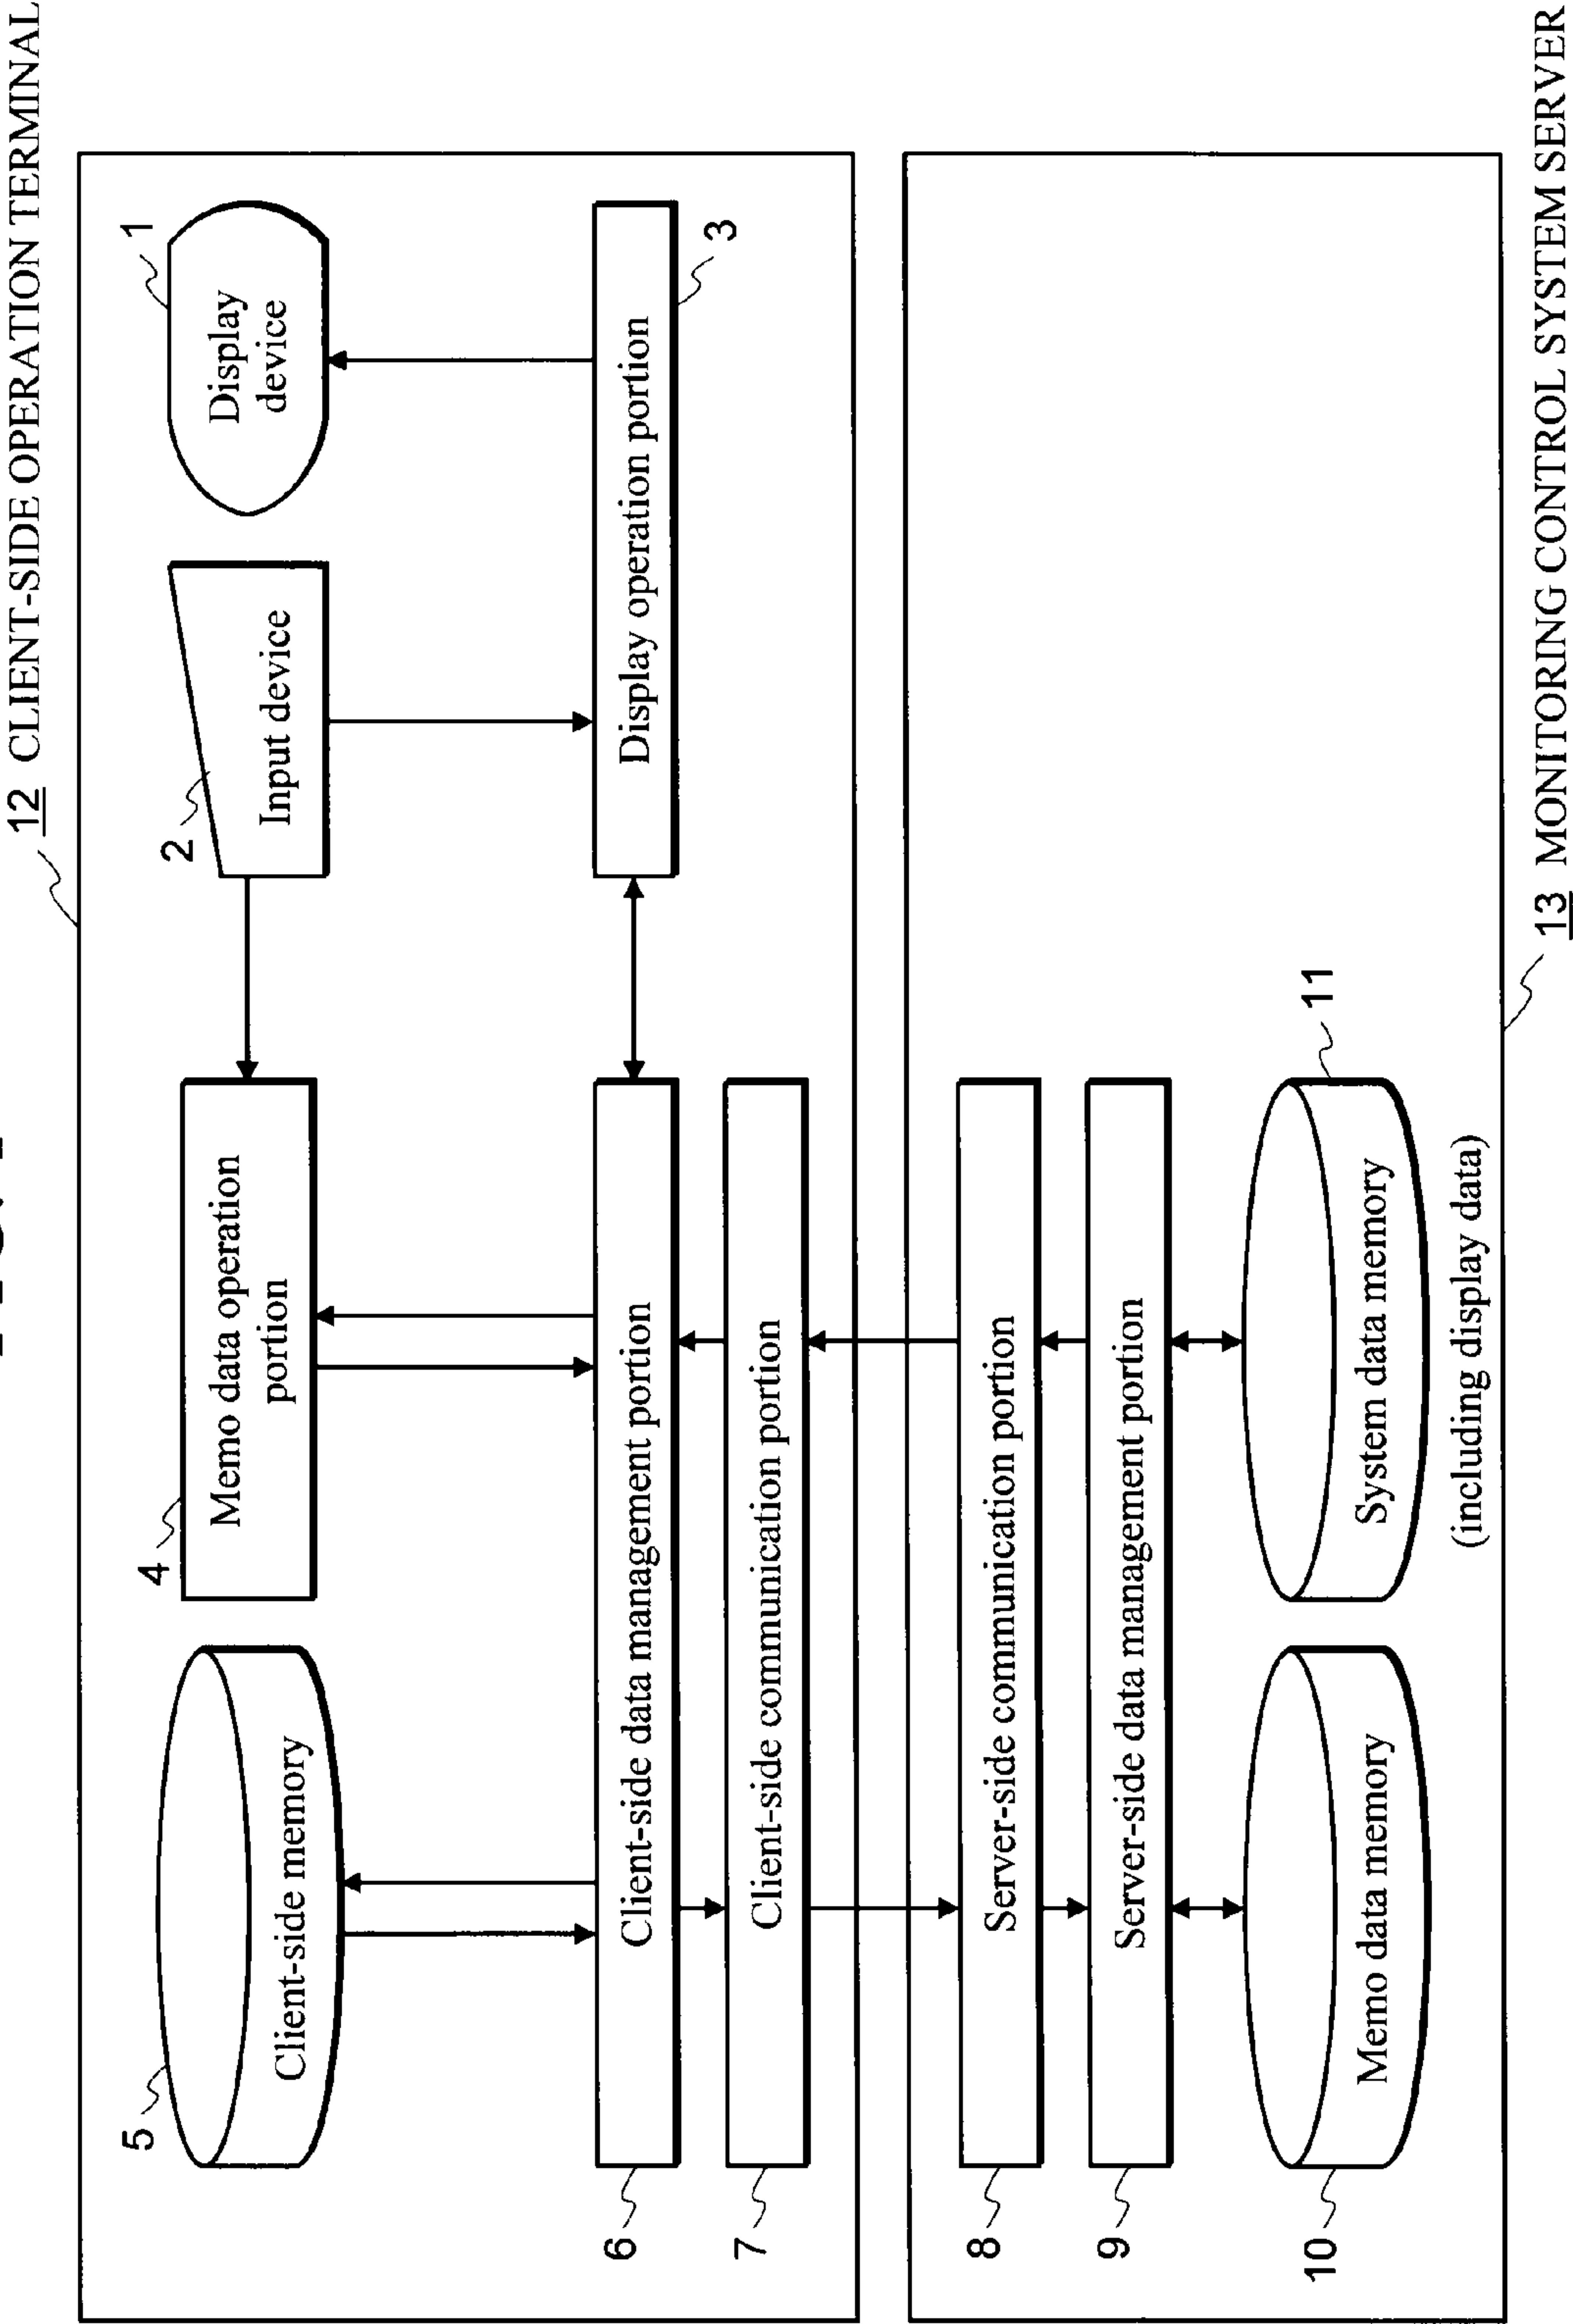 12 CLIENT-SIDE OPERATION TERMINAL
5
Client-side memory
4
Memo data operation
portion
2
Input device
1
Display
device
6
Client-side data management portion
Display operation portion
3
7
Client-side communication portion
8
Server-side communication portion
9
Server-side data management portion
10
Memo data memory
11
System data memory
(including display data)
13 MONITORING CONTROL SYSTEM SERVER